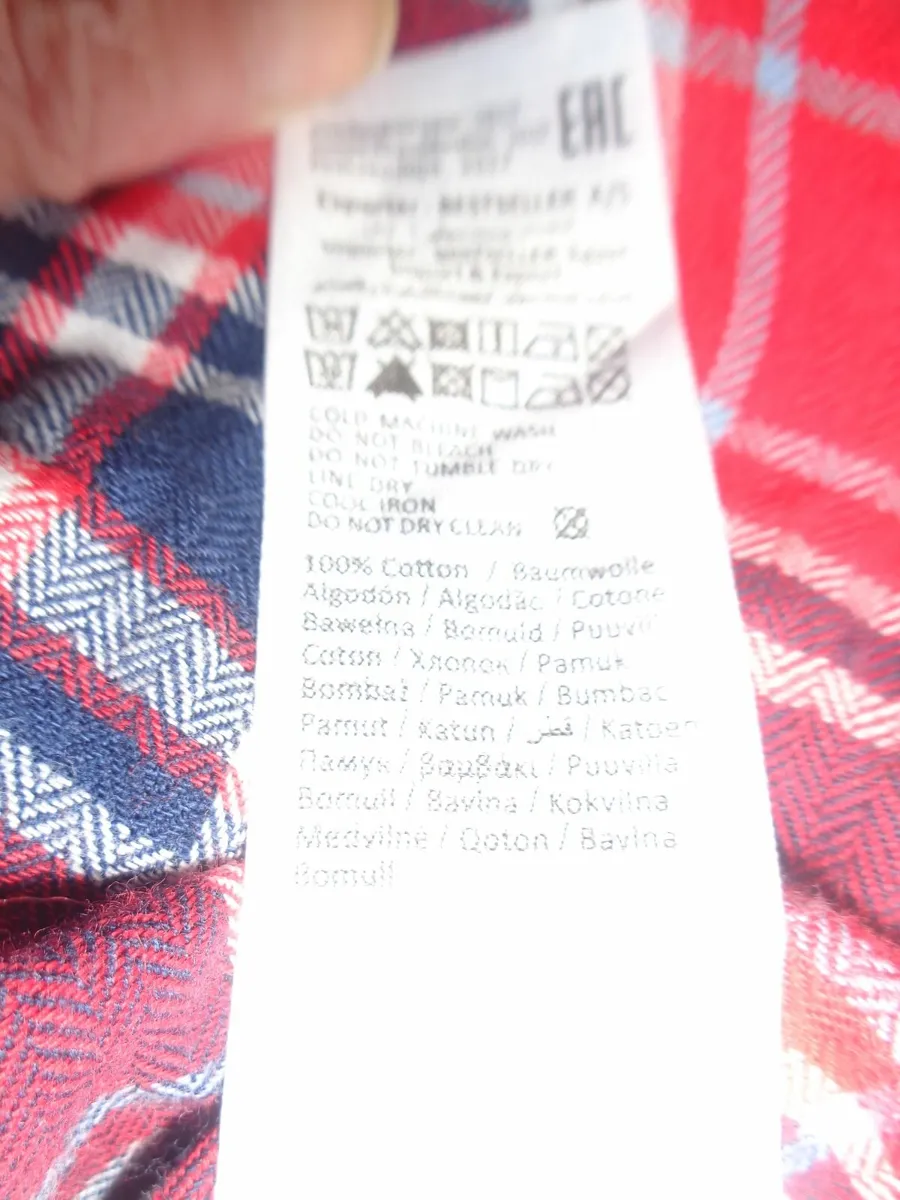 EAC
Exporter: BESTSELLER A/S
Import & Export
COLD MACHINE WASH
DO NOT BLEACH
DO NOT TUMBLE DRY
LINE DRY
COOL IRON
DO NOT DRY CLEAN
100% Cotton / Baumwolle
Algodón / Algodão / Cotone
Bawełna / Bomuld / Puuvill
Coton / Хлопок / Pamuk
Bombaž / Pamuk / Bumbac
Pamut / Katun / قطن / Katoen
Памук / Βαμβάκι / Puuvilla
Bomull / Bavlna / Kokvilna
Medvilnė / Qoton / Bavlna
Bomull